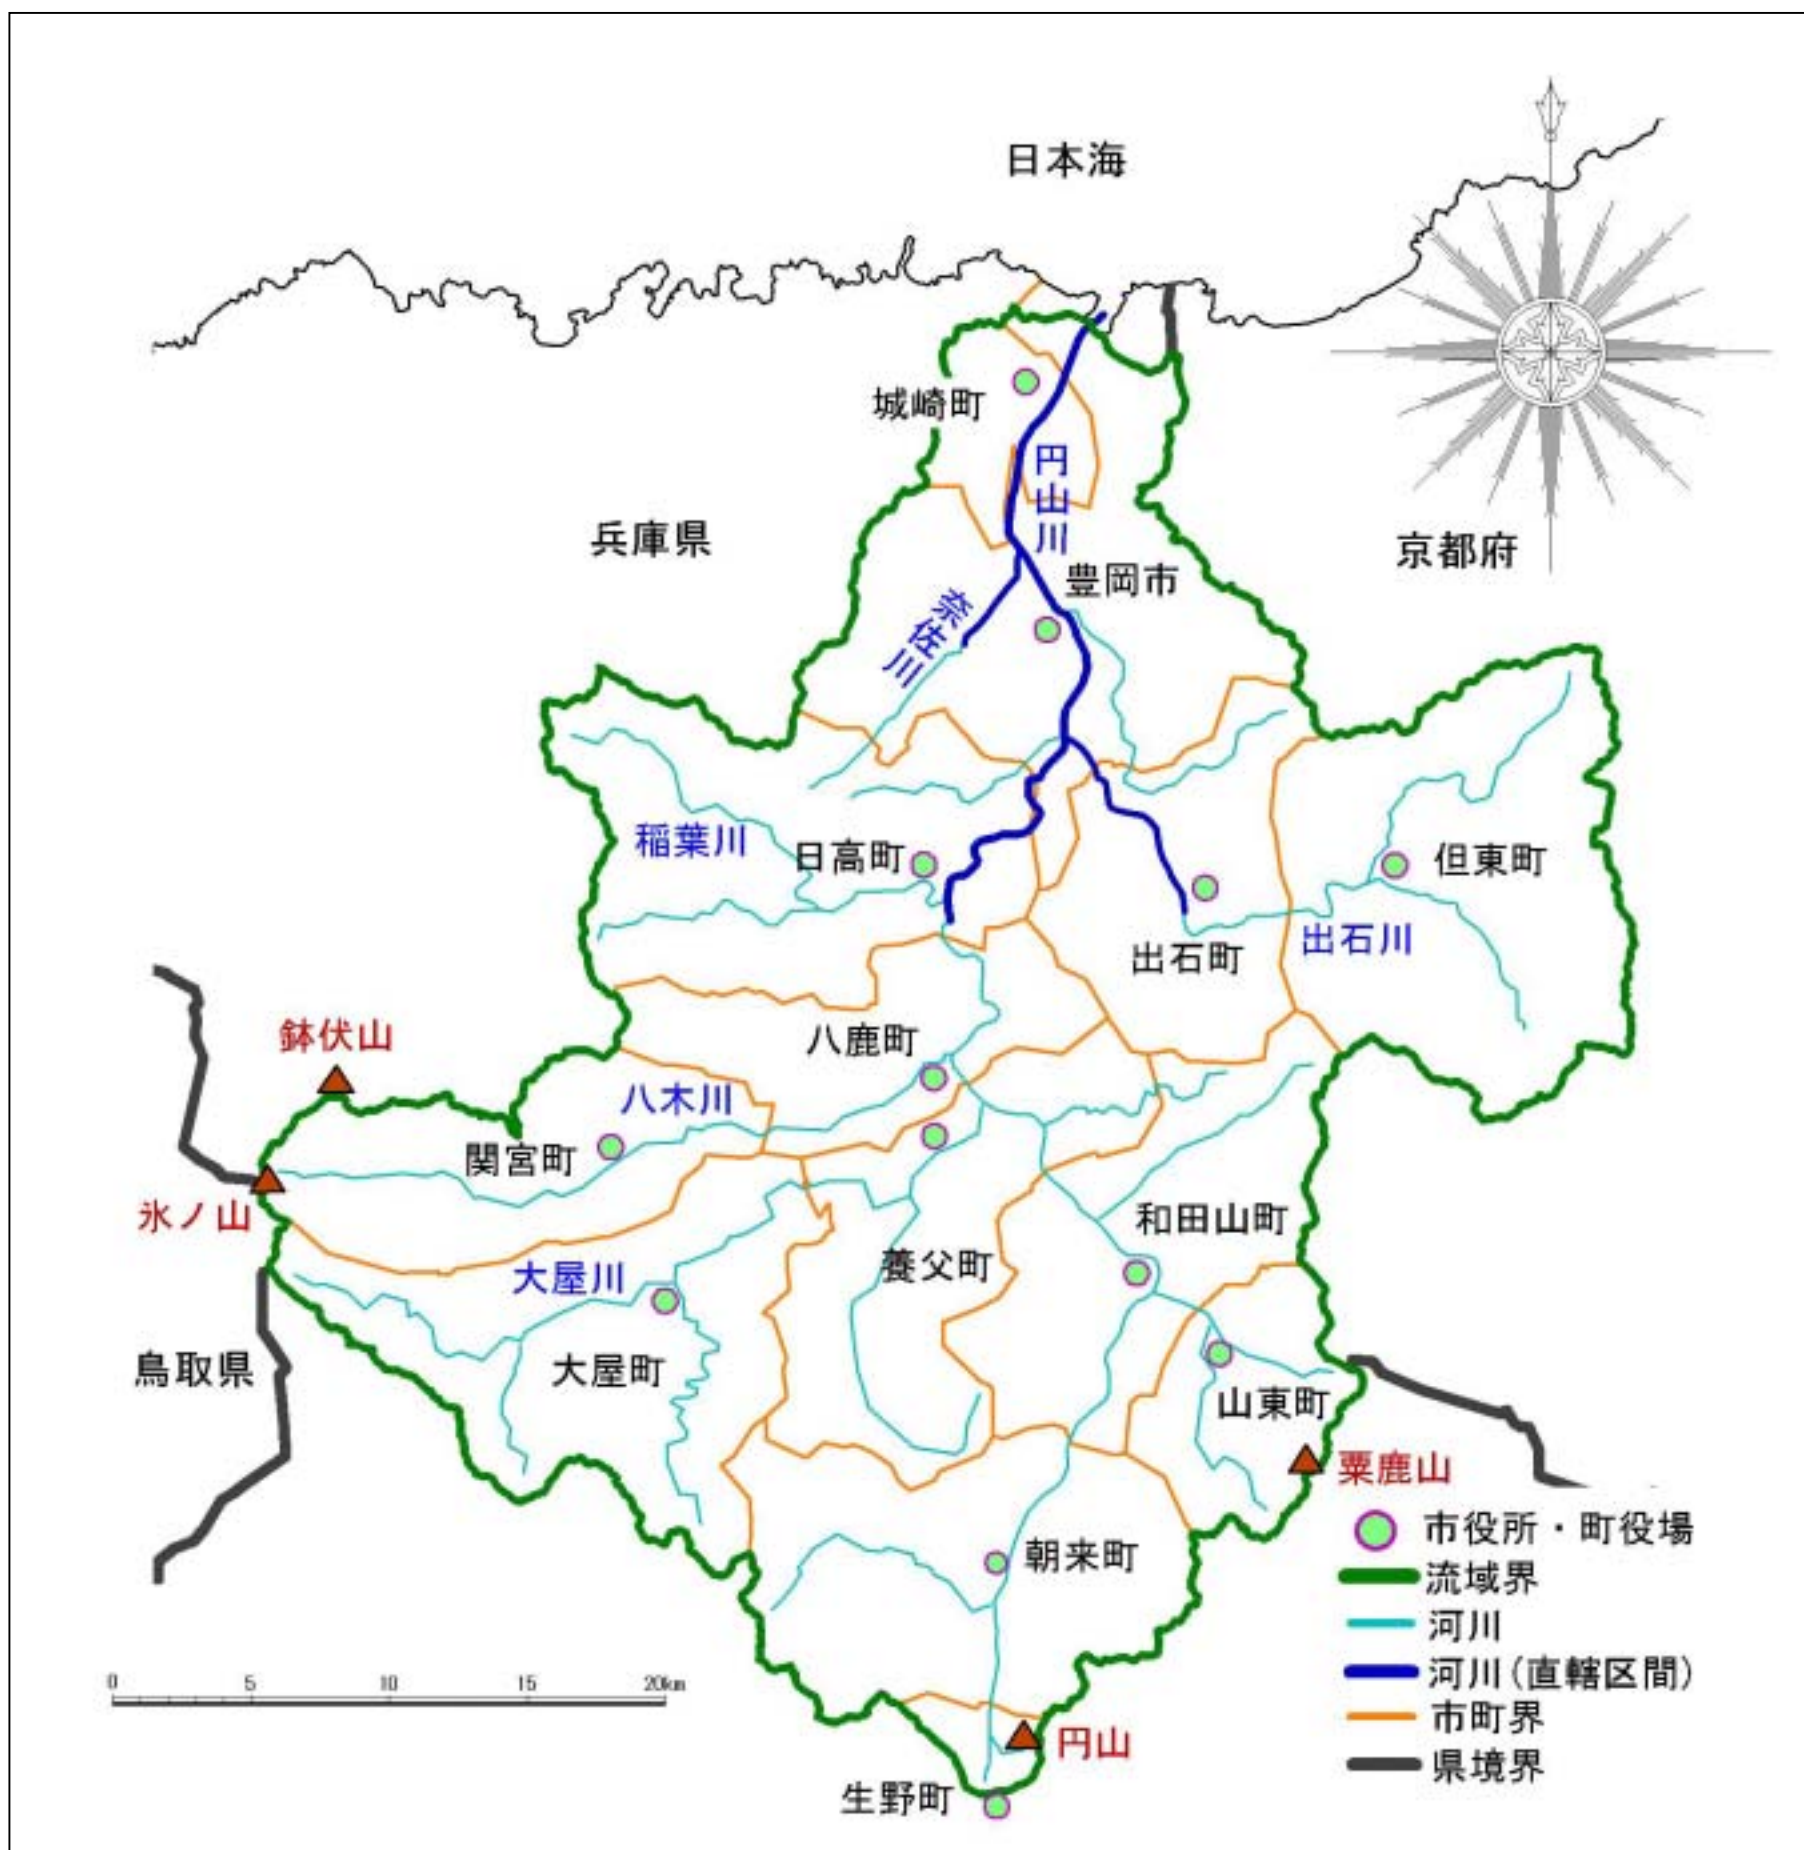 日本海
城崎町
円山川
兵庫県
京都府
豊岡市
奈佐川
稲葉川
日高町
但東町
出石川
出石町
鉢伏山
八鹿町
八木川
関宮町
氷ノ山
和田山町
養父町
大屋川
鳥取県
大屋町
山東町
粟鹿山
市役所・町役場
朝来町
流域界
河川
河川(直轄区間)
0 5 10 15 20km
市町界
円山
県境界
生野町